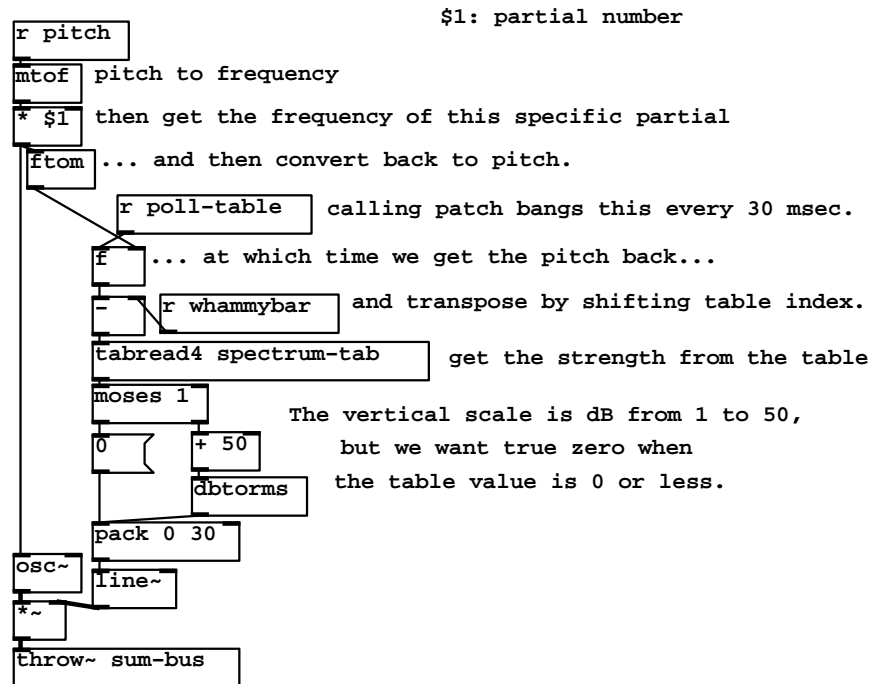 $1: partial number
r pitch
mtof pitch to frequency
* $1 then get the frequency of this specific partial
ftom ... and then convert back to pitch.
r poll-table calling patch bangs this every 30 msec.
f ... at which time we get the pitch back...
- r whammybar and transpose by shifting table index.
tabread4 spectrum-tab get the strength from the table
moses 1
The vertical scale is dB from 1 to 50,
0 + 50 but we want true zero when
dbtorms the table value is 0 or less.
pack 0 30
osc~
line~
*~
throw~ sum-bus